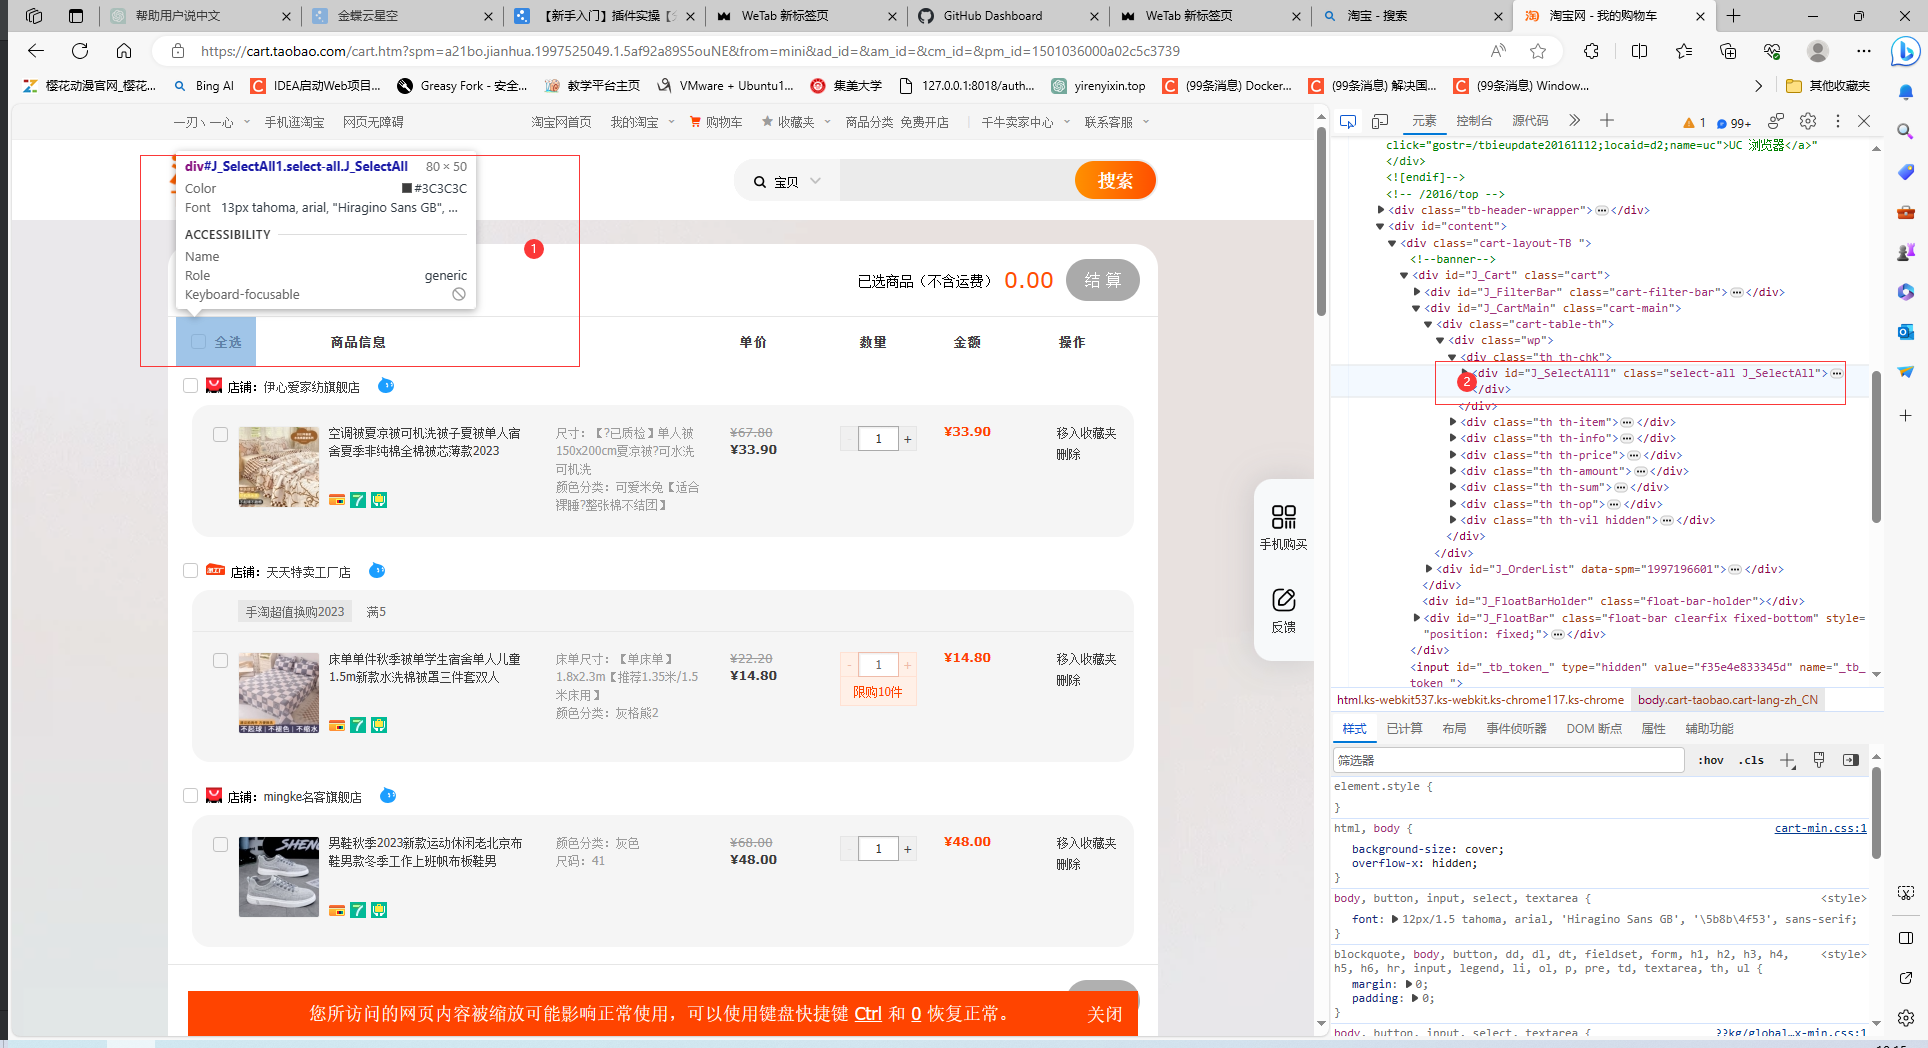 帮助用户说中文
金蝶云星空
【新手入门】插件实操【
WeTab 新标签页
GitHub Dashboard
WeTab 新标签页
淘宝 - 搜索
淘宝网 - 我的购物车
https://cart.taobao.com/cart.htm?spm=a21bo.jianhua.1997525049.1.5af92a89S5ouNE&from=mini&ad_id=&am_id=&cm_id=&pm_id=1501036000a02c5c3739
樱花动漫官网_樱花...
Bing AI
IDEA启动Web项目...
Greasy Fork - 安全...
教学平台主页
VMware + Ubuntu1...
集美大学
127.0.0.1:8018/auth...
yirenyixin.top
(99条消息) Docker...
(99条消息) 解决国...
(99条消息) Window...
其他收藏夹
一刃丶一心
手机逛淘宝
网页无障碍
淘宝网首页
我的淘宝
购物车
收藏夹
商品分类
免费开店
千牛卖家中心
联系客服
div#J_SelectAll1.select-all.J_SelectAll 80 × 50
Color #3C3C3C
Font 13px tahoma, arial, "Hiragino Sans GB", ...
ACCESSIBILITY
Name
Role generic
Keyboard-focusable
1
宝贝
搜索
已选商品（不含运费） 0.00 结 算
全选 商品信息 单价 数量 金额 操作
店铺：伊心爱家纺旗舰店
空调被夏凉被可机洗被子夏被单人宿
舍夏季非纯棉全棉被芯薄款2023
7
尺寸：【?已质检】单人被
150x200cm夏凉被?可水洗
可机洗
颜色分类：可爱米兔【适合
裸睡?整张棉不结团】
¥67.80
¥33.90
- 1 +
¥33.90
移入收藏夹
删除
店铺：天天特卖工厂店
手淘超值换购2023 满5
床单单件秋季被单学生宿舍单人儿童
1.5m新款水洗棉被罩三件套双人
不起球 | 不褪色 | 不缩水
7
床单尺寸：【单床单】
1.8x2.3m【推荐1.35米/1.5
米床用】
颜色分类：灰格熊2
¥22.20
¥14.80
- 1 +
限购10件
¥14.80
移入收藏夹
删除
店铺：mingke名客旗舰店
男鞋秋季2023新款运动休闲老北京布
鞋男款冬季工作上班帆布板鞋男
7
颜色分类：灰色
尺码：41
¥68.00
¥48.00
- 1 +
¥48.00
移入收藏夹
删除
手机购买
反馈
您所访问的网页内容被缩放可能影响正常使用，可以使用键盘快捷键 Ctrl 和 0 恢复正常。 关闭
元素 控制台 源代码
1 99+
click="gostr=/tbieupdate20161112;locaid=d2;name=uc">UC 浏览器</a>"
</div>
<![endif]-->
<!-- /2016/top -->
<div class="tb-header-wrapper"></div>
<div id="content">
<div class="cart-layout-TB ">
<!--banner-->
<div id="J_Cart" class="cart">
<div id="J_FilterBar" class="cart-filter-bar"></div>
<div id="J_CartMain" class="cart-main">
<div class="cart-table-th">
<div class="wp">
<div class="th th-chk">
<div id="J_SelectAll1" class="select-all J_SelectAll">
2
</div>
</div>
<div class="th th-item"></div>
<div class="th th-info"></div>
<div class="th th-price"></div>
<div class="th th-amount"></div>
<div class="th th-sum"></div>
<div class="th th-op"></div>
<div class="th th-vil hidden"></div>
</div>
</div>
<div id="J_OrderList" data-spm="1997196601"></div>
</div>
<div id="J_FloatBarHolder" class="float-bar-holder"></div>
<div id="J_FloatBar" class="float-bar clearfix fixed-bottom" style=
"position: fixed;"></div>
</div>
<input id="_tb_token_" type="hidden" value="f35e4e833345d" name="_tb_
token_">
html.ks-webkit537.ks-webkit.ks-chrome117.ks-chrome body.cart-taobao.cart-lang-zh_CN
样式 已计算 布局 事件侦听器 DOM 断点 属性 辅助功能
筛选器 :hov .cls
element.style {
}
html, body { cart-min.css:1
background-size: cover;
overflow-x: hidden;
}
body, button, input, select, textarea { <style>
font: 12px/1.5 tahoma, arial, 'Hiragino Sans GB', '\5b8b\4f53', sans-serif;
}
blockquote, body, button, dd, dl, dt, fieldset, form, h1, h2, h3, h4, <style>
h5, h6, hr, input, legend, li, ol, p, pre, td, textarea, th, ul {
margin: 0;
padding: 0;
}
body, button, input, select, textarea { ??kg/global…x-min.css:1